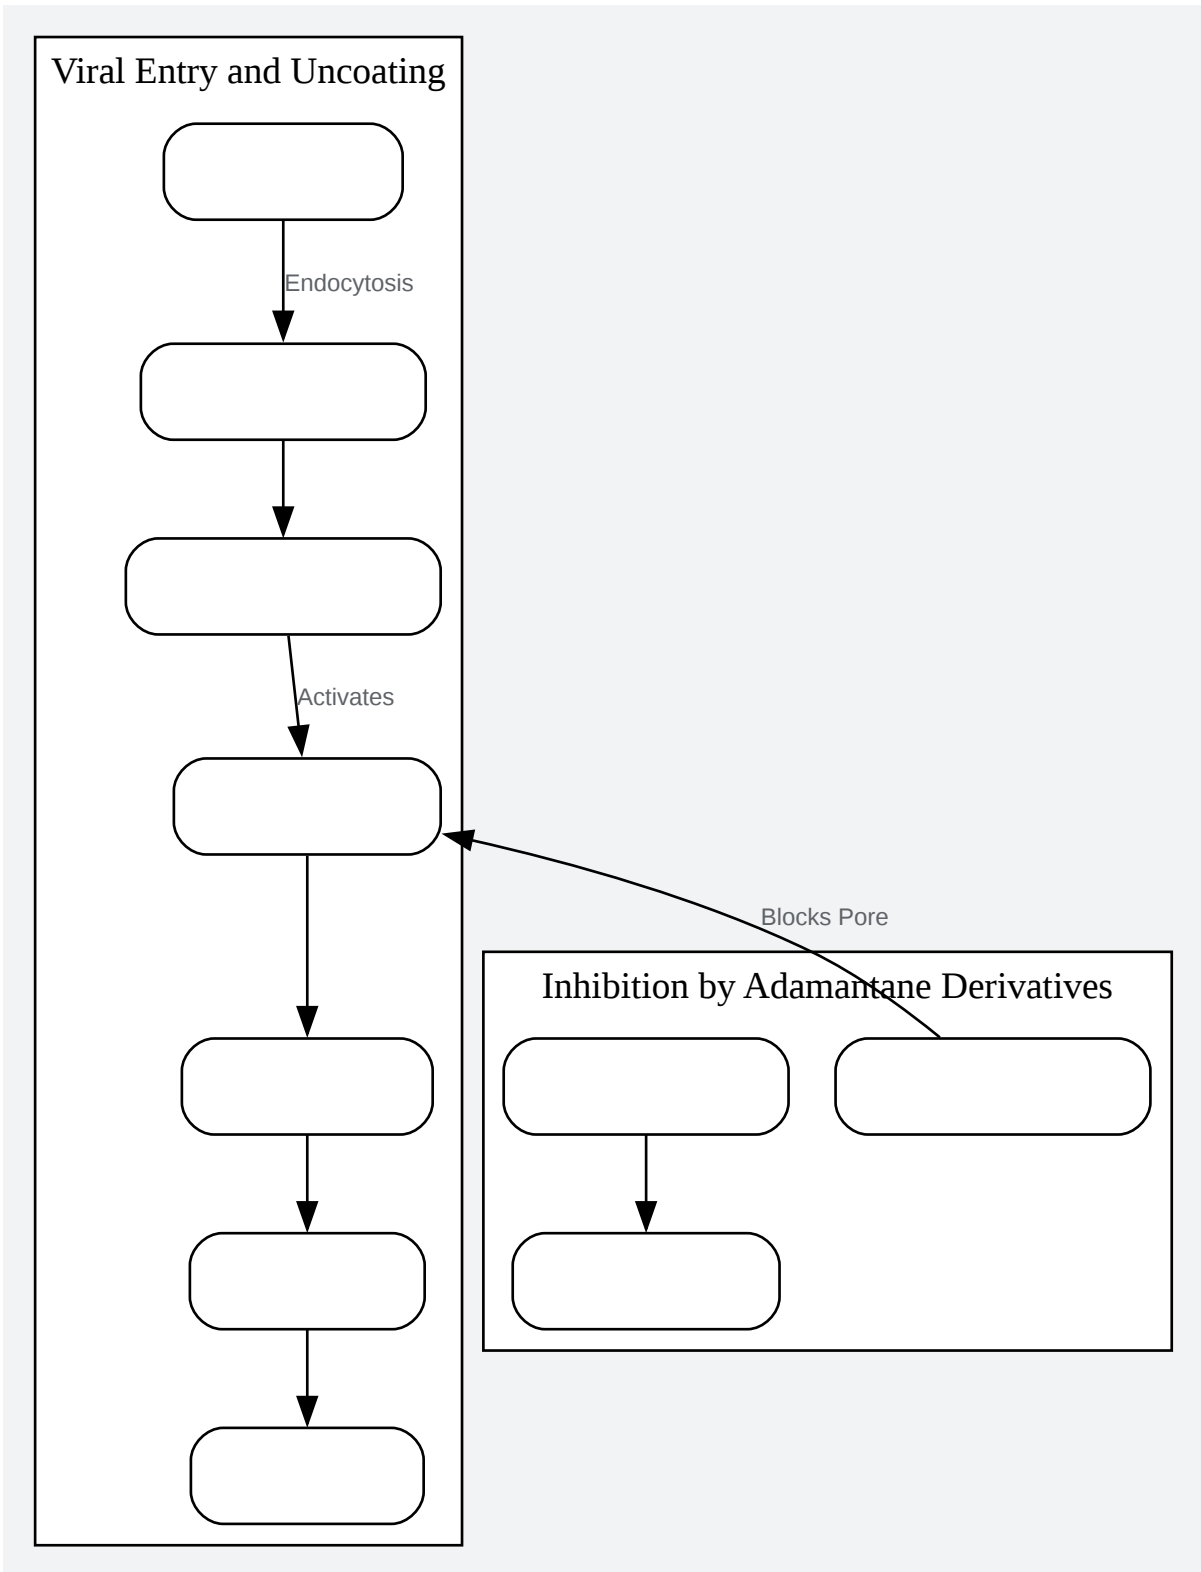 Viral Entry and Uncoating
Endocytosis
Activates
Blocks Pore
Inhibition by Adamantane Derivatives